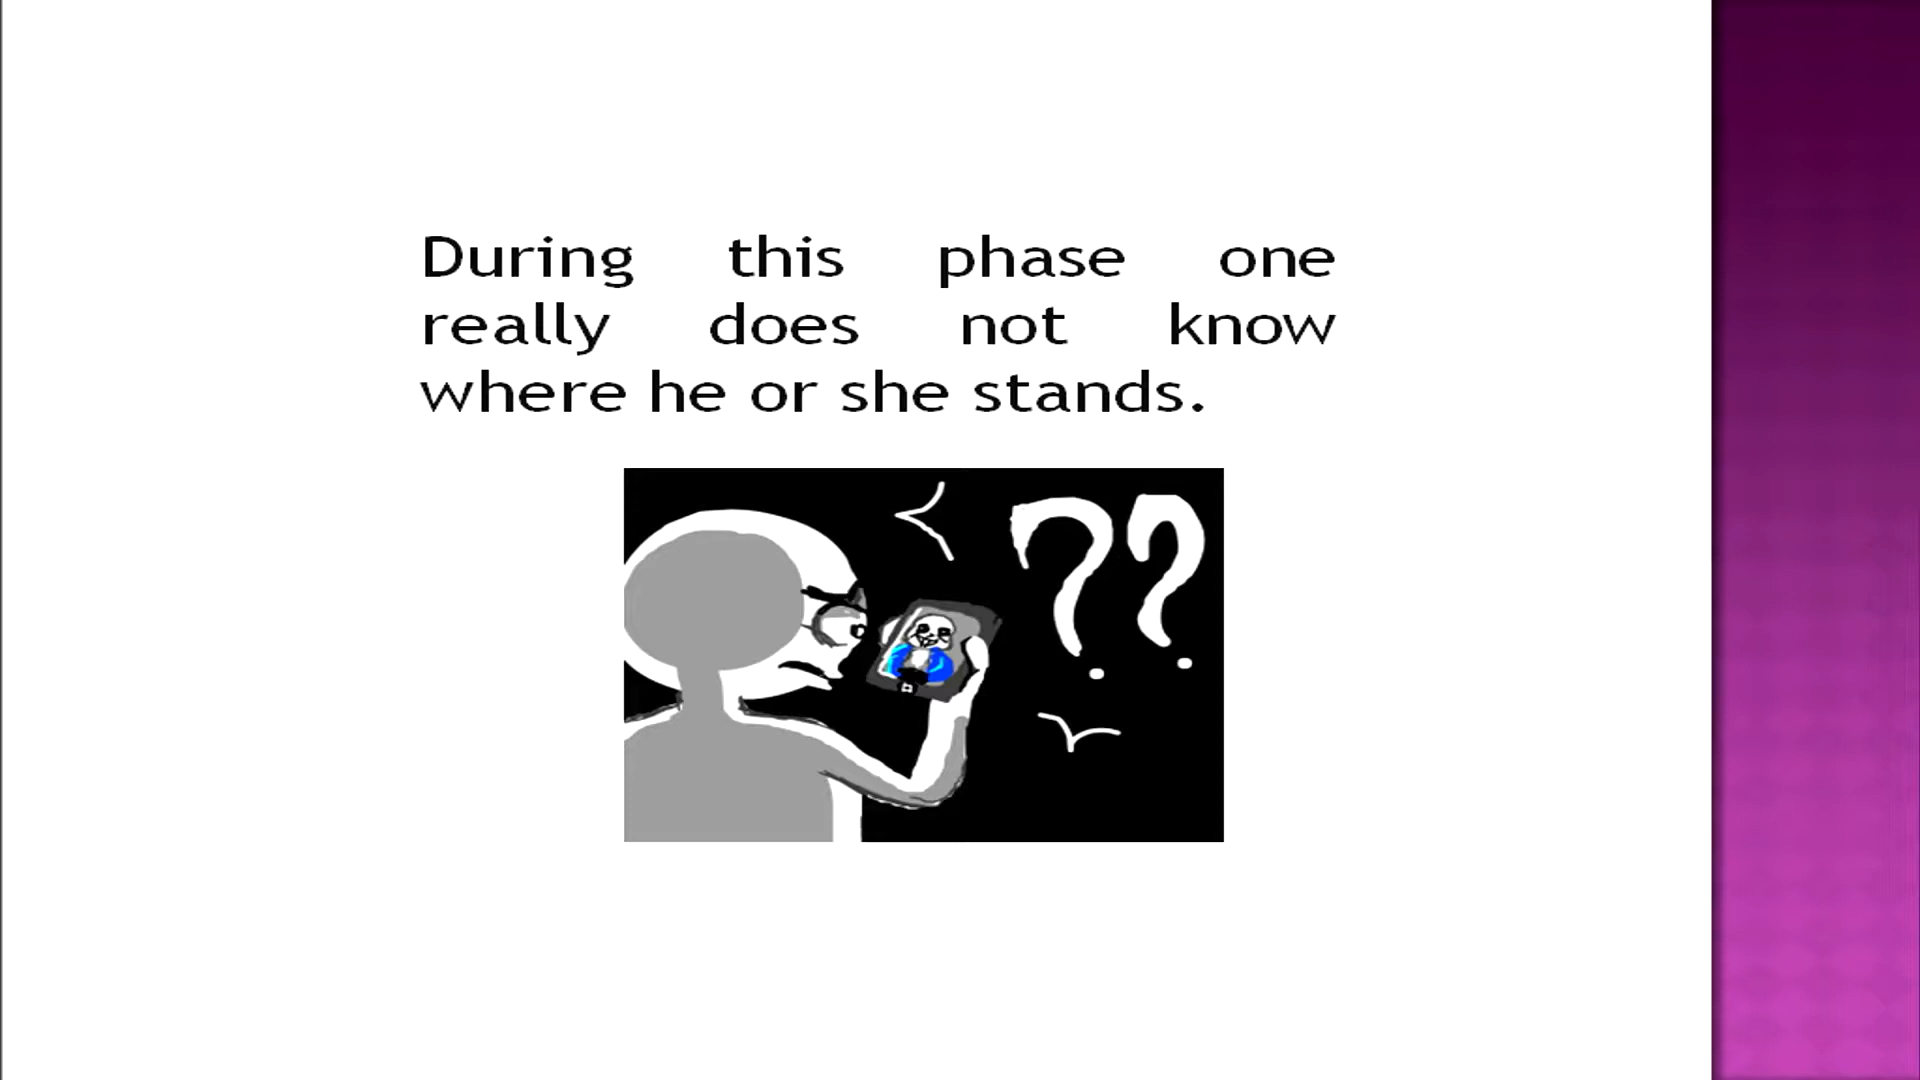 During this phase one
really does not know
where he or she stands.
??